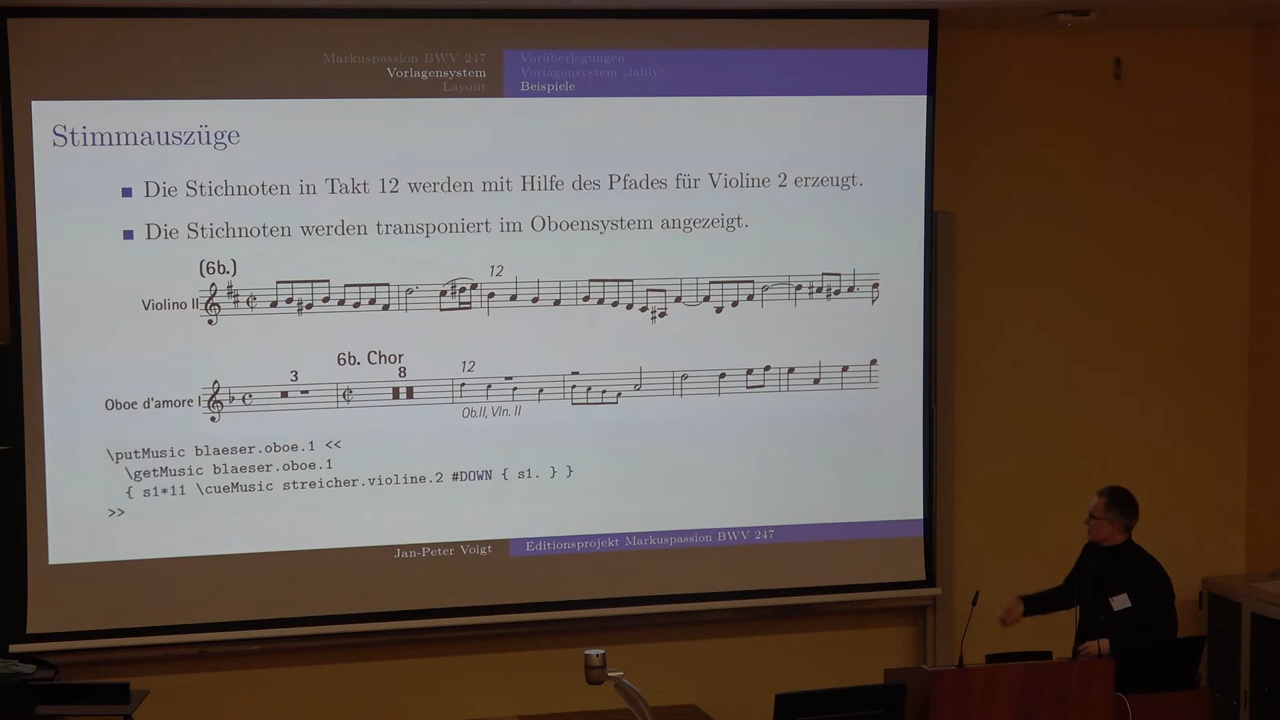 Markuspassion BWV 247
Vorlagensystem
Layout
Vorüberlegungen
Vorlagensystem „lalily“
Beispiele
Stimmauszüge
Die Stichnoten in Takt 12 werden mit Hilfe des Pfades für Violine 2 erzeugt.
Die Stichnoten werden transponiert im Oboensystem angezeigt.
(6b.)
12
Violino II
6b. Chor
3
8
12
Oboe d'amore I
Ob.II, Vln. II
\putMusic blaeser.oboe.1 <<
\getMusic blaeser.oboe.1
{ s1*11 \cueMusic streicher.violine.2 #DOWN { s1. } }
>>
Jan-Peter Voigt
Editionsprojekt Markuspassion BWV 247